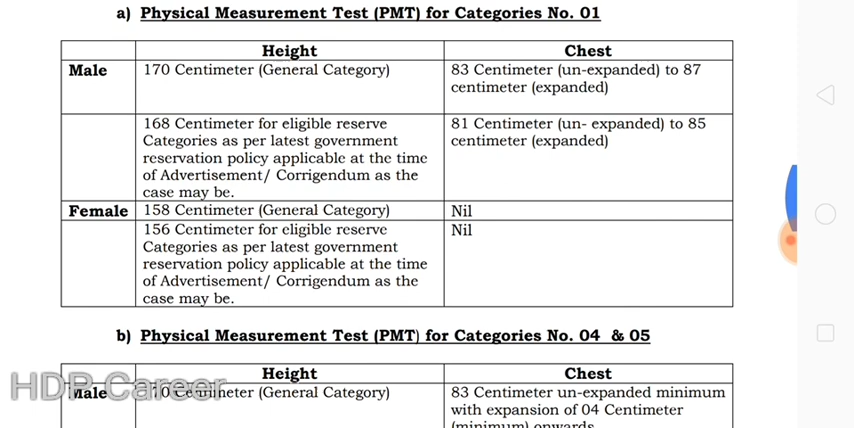 a) Physical Measurement Test (PMT) for Categories No. 01
Height Chest
Male 170 Centimeter (General Category) 83 Centimeter (un-expanded) to 87
centimeter (expanded)
168 Centimeter for eligible reserve 81 Centimeter (un- expanded) to 85
Categories as per latest government centimeter (expanded)
reservation policy applicable at the time
of Advertisement/ Corrigendum as the
case may be.
Female 158 Centimeter (General Category) Nil
156 Centimeter for eligible reserve Nil
Categories as per latest government
reservation policy applicable at the time
of Advertisement/ Corrigendum as the
case may be.
b) Physical Measurement Test (PMT) for Categories No. 04 & 05
Height Chest
HDP Career
Male 170 Centimeter (General Category) 83 Centimeter un-expanded minimum
with expansion of 04 Centimeter
(minimum) onwards